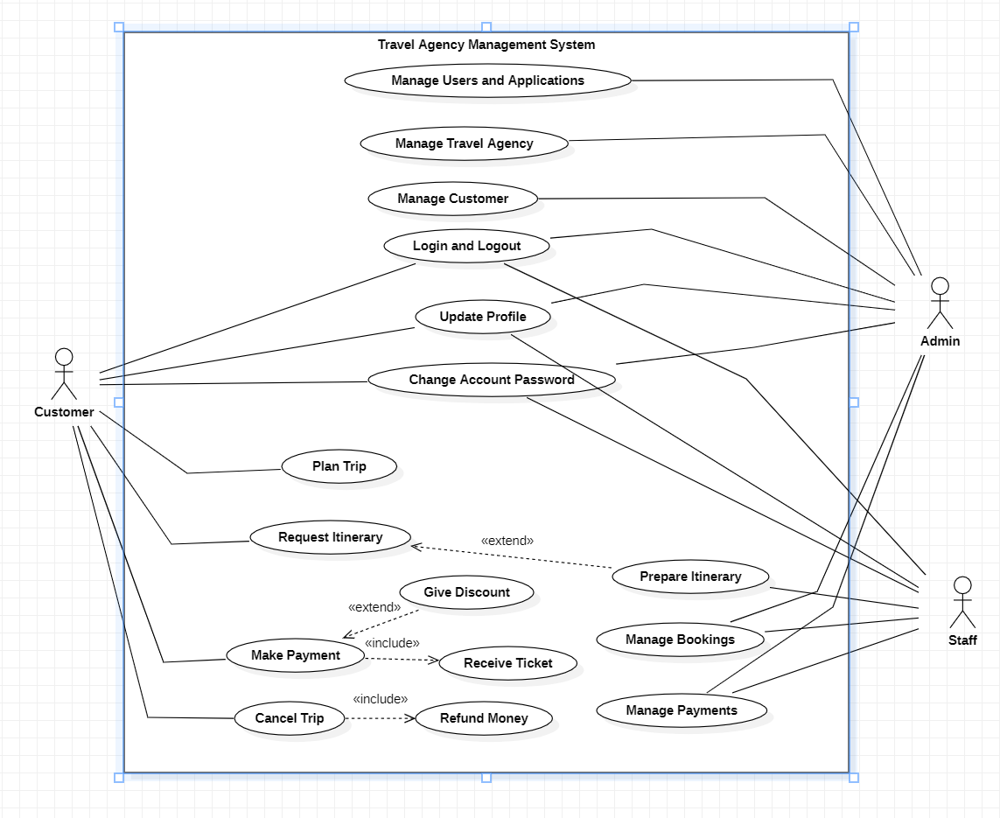 Travel Agency Management System
Manage Users and Applications
Manage Travel Agency
Manage Customer
Login and Logout
Update Profile
Admin
Change Account Password
Customer
Plan Trip
Request Itinerary
«extend»
Prepare Itinerary
Give Discount
«extend»
Manage Bookings
Staff
«include»
Make Payment
Receive Ticket
«include»
Manage Payments
Cancel Trip
Refund Money